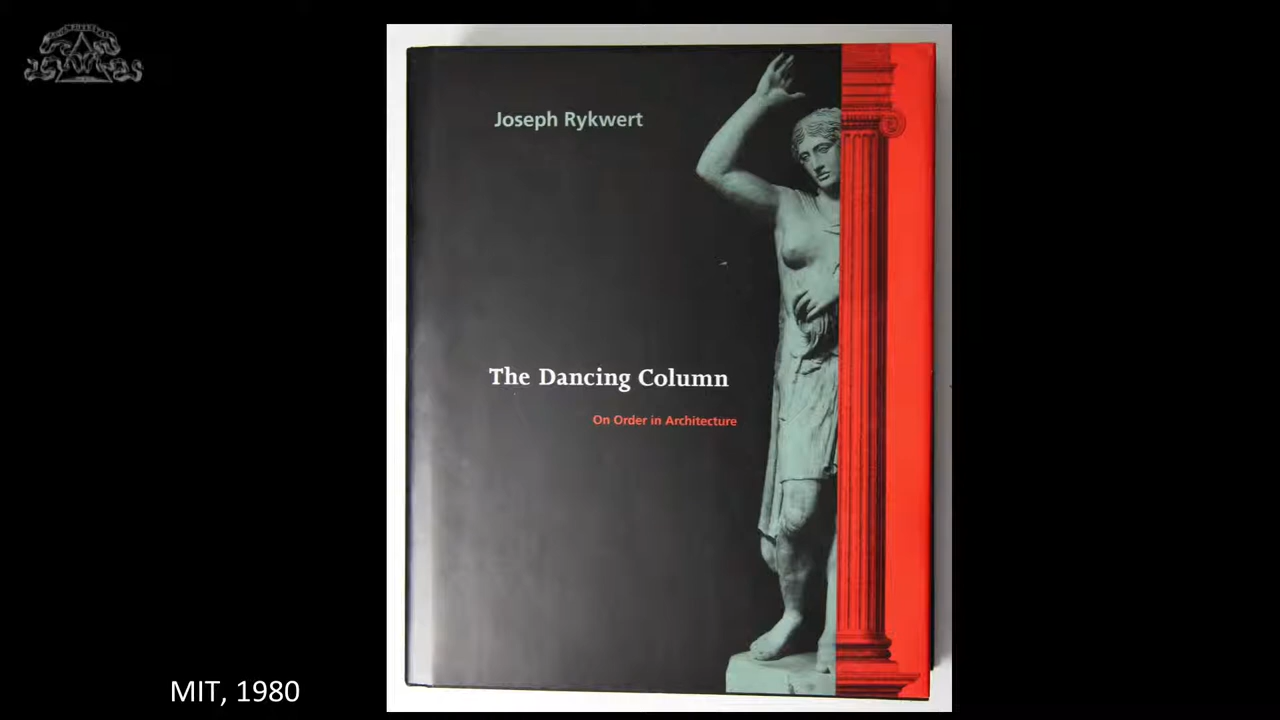 Joseph Rykwert
The Dancing Column
On Order in Architecture
MIT, 1980